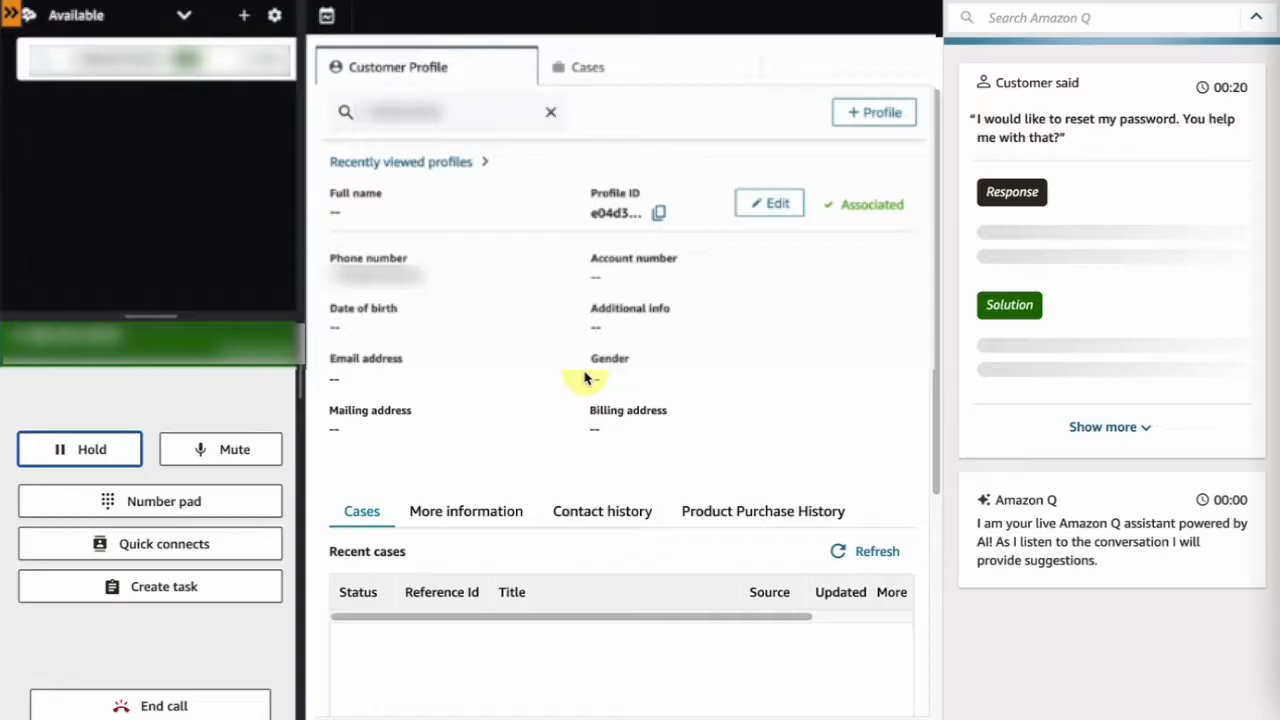 Available
Hold
Mute
Number pad
Quick connects
Create task
End call
Customer Profile
Cases
+ Profile
Recently viewed profiles
Full name
--
Profile ID
e04d3...
Edit
Associated
Phone number
Account number
--
Date of birth
--
Additional info
--
Email address
--
Gender
--
Mailing address
--
Billing address
--
Cases More information Contact history Product Purchase History
Recent cases
Refresh
Status Reference Id Title Source Updated More
Search Amazon Q
Customer said
00:20
“I would like to reset my password. You help
me with that?”
Response
Solution
Show more
Amazon Q
00:00
I am your live Amazon Q assistant powered by
AI! As I listen to the conversation I will
provide suggestions.